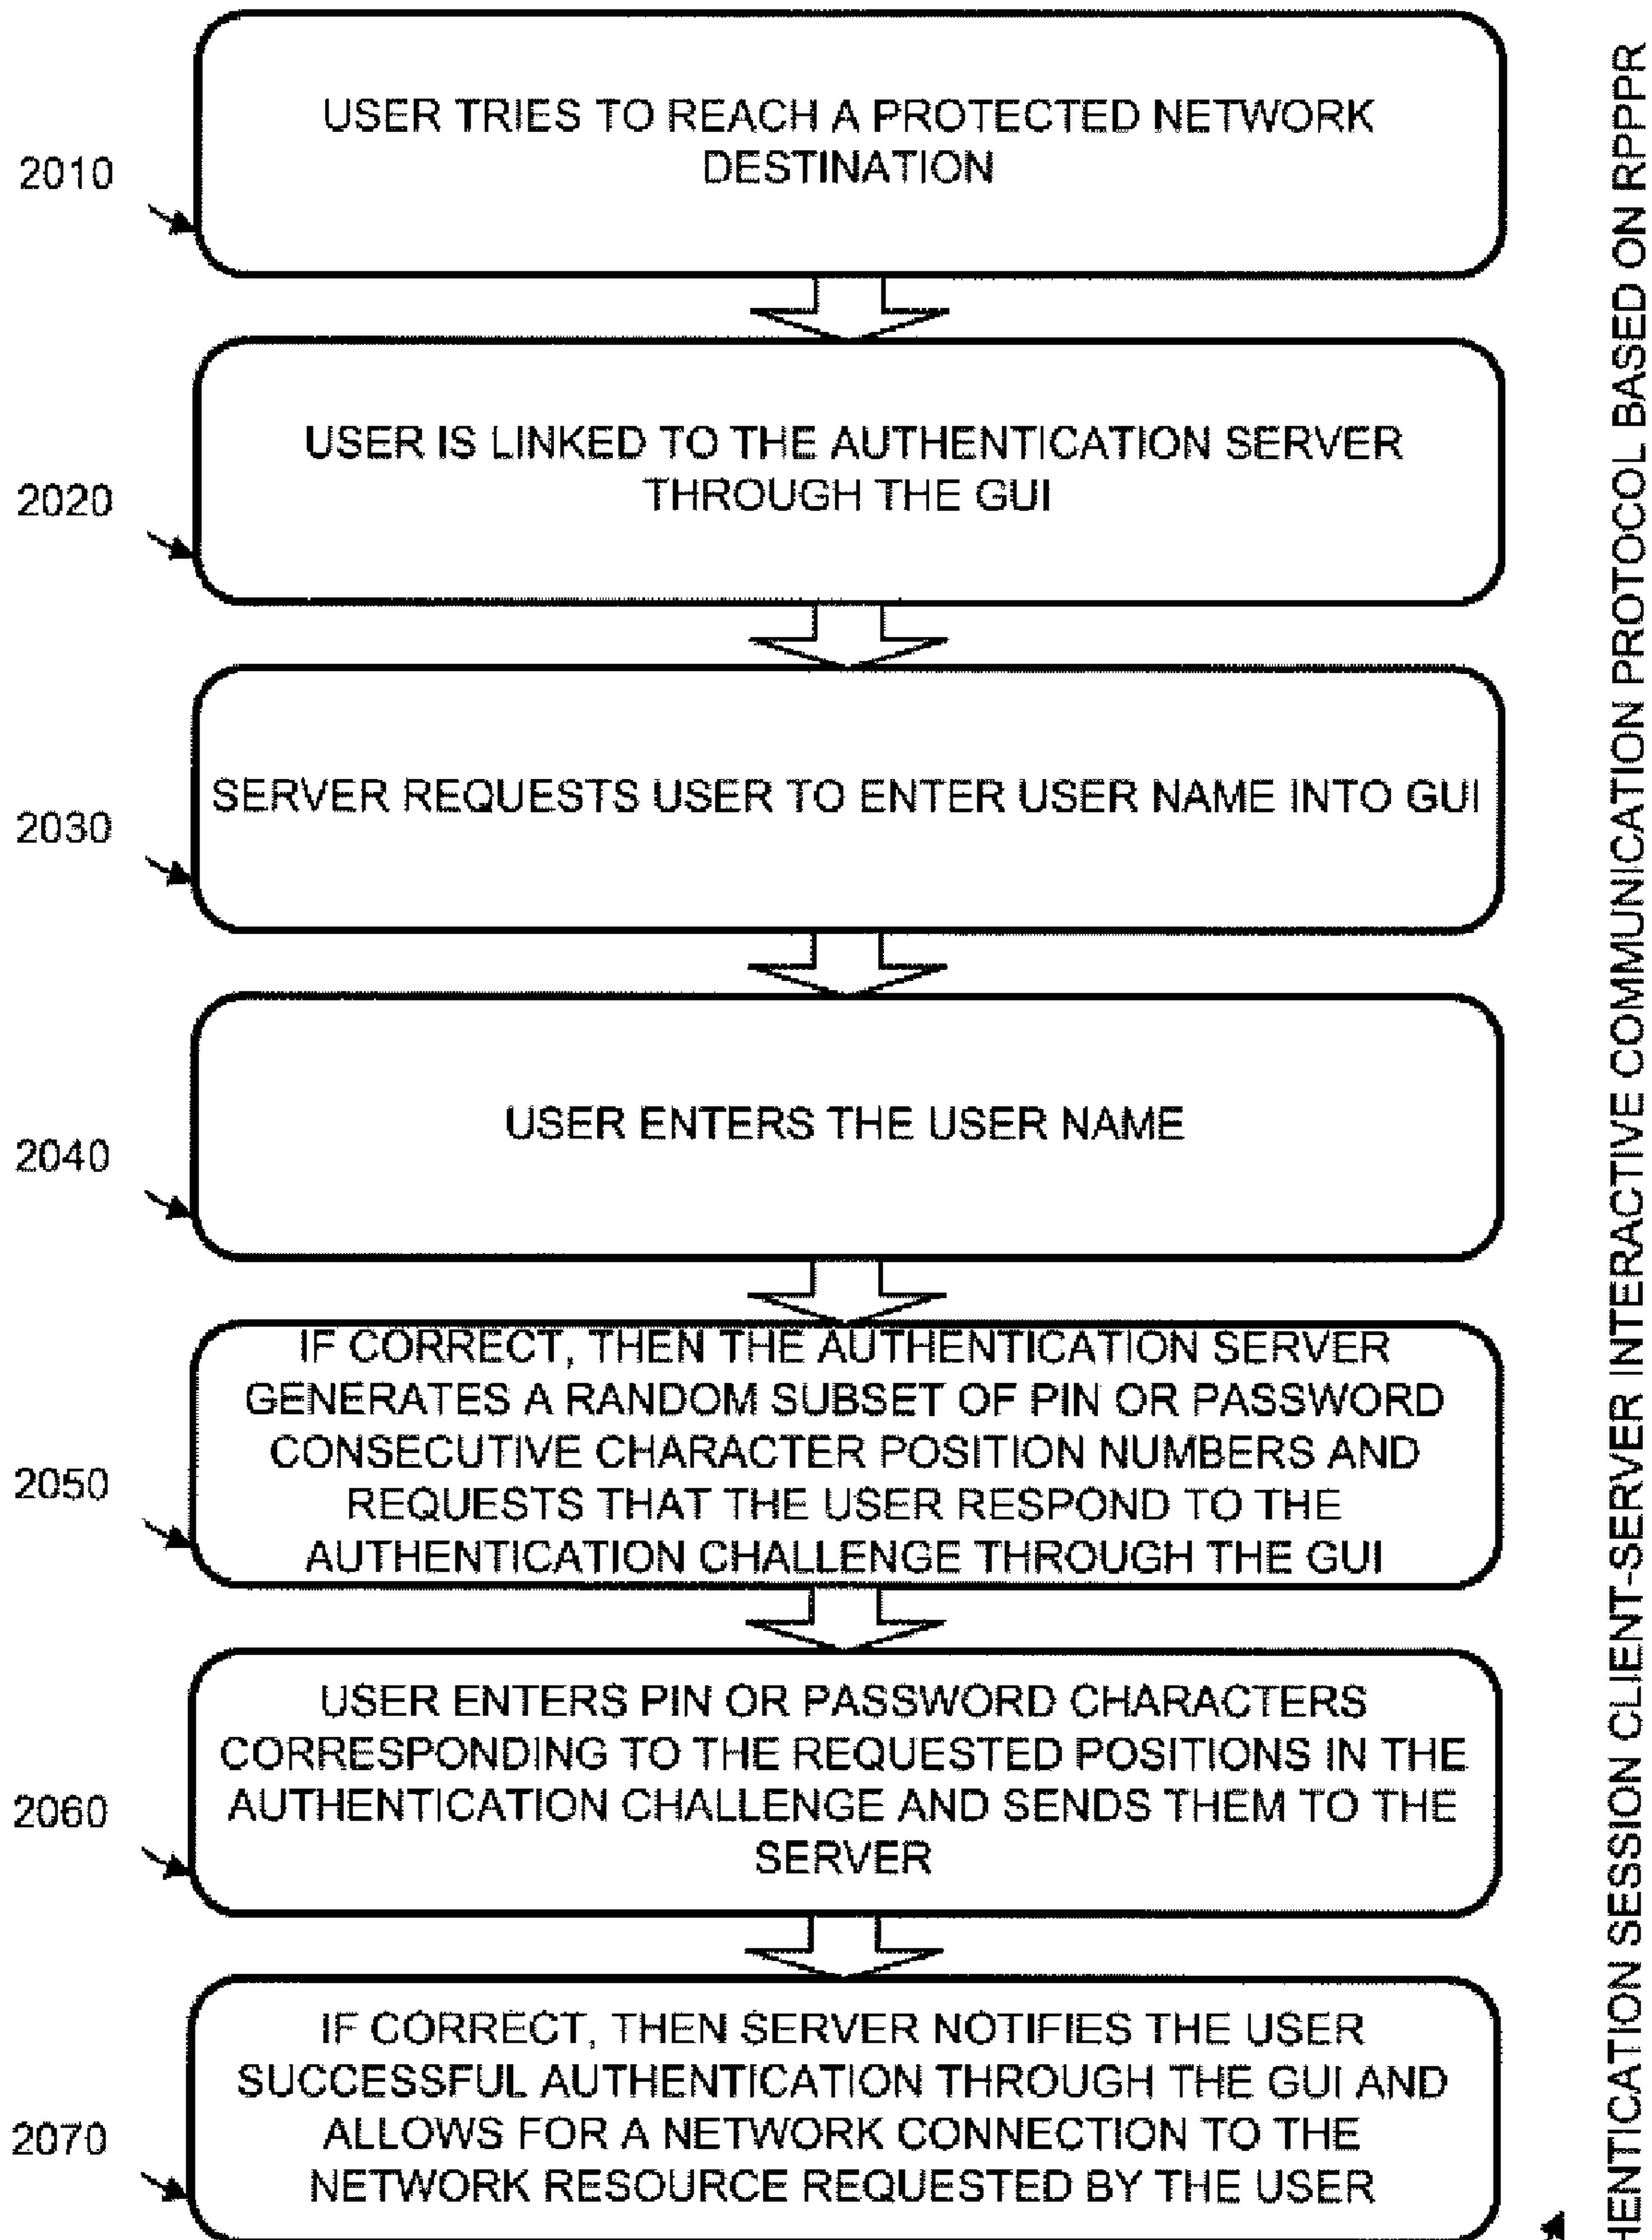 2010
USER TRIES TO REACH A PROTECTED NETWORK
DESTINATION
2020
USER IS LINKED TO THE AUTHENTICATION SERVER
THROUGH THE GUI
2030
SERVER REQUESTS USER TO ENTER USER NAME INTO GUI
2040
USER ENTERS THE USER NAME
2050
IF CORRECT, THEN THE AUTHENTICATION SERVER
GENERATES A RANDOM SUBSET OF PIN OR PASSWORD
CONSECUTIVE CHARACTER POSITION NUMBERS AND
REQUESTS THAT THE USER RESPOND TO THE
AUTHENTICATION CHALLENGE THROUGH THE GUI
2060
USER ENTERS PIN OR PASSWORD CHARACTERS
CORRESPONDING TO THE REQUESTED POSITIONS IN THE
AUTHENTICATION CHALLENGE AND SENDS THEM TO THE
SERVER
2070
IF CORRECT, THEN SERVER NOTIFIES THE USER
SUCCESSFUL AUTHENTICATION THROUGH THE GUI AND
ALLOWS FOR A NETWORK CONNECTION TO THE
NETWORK RESOURCE REQUESTED BY THE USER
HENTICATION SESSION CLIENT-SERVER INTERACTIVE COMMUNICATION PROTOCOL BASED ON RPPPR